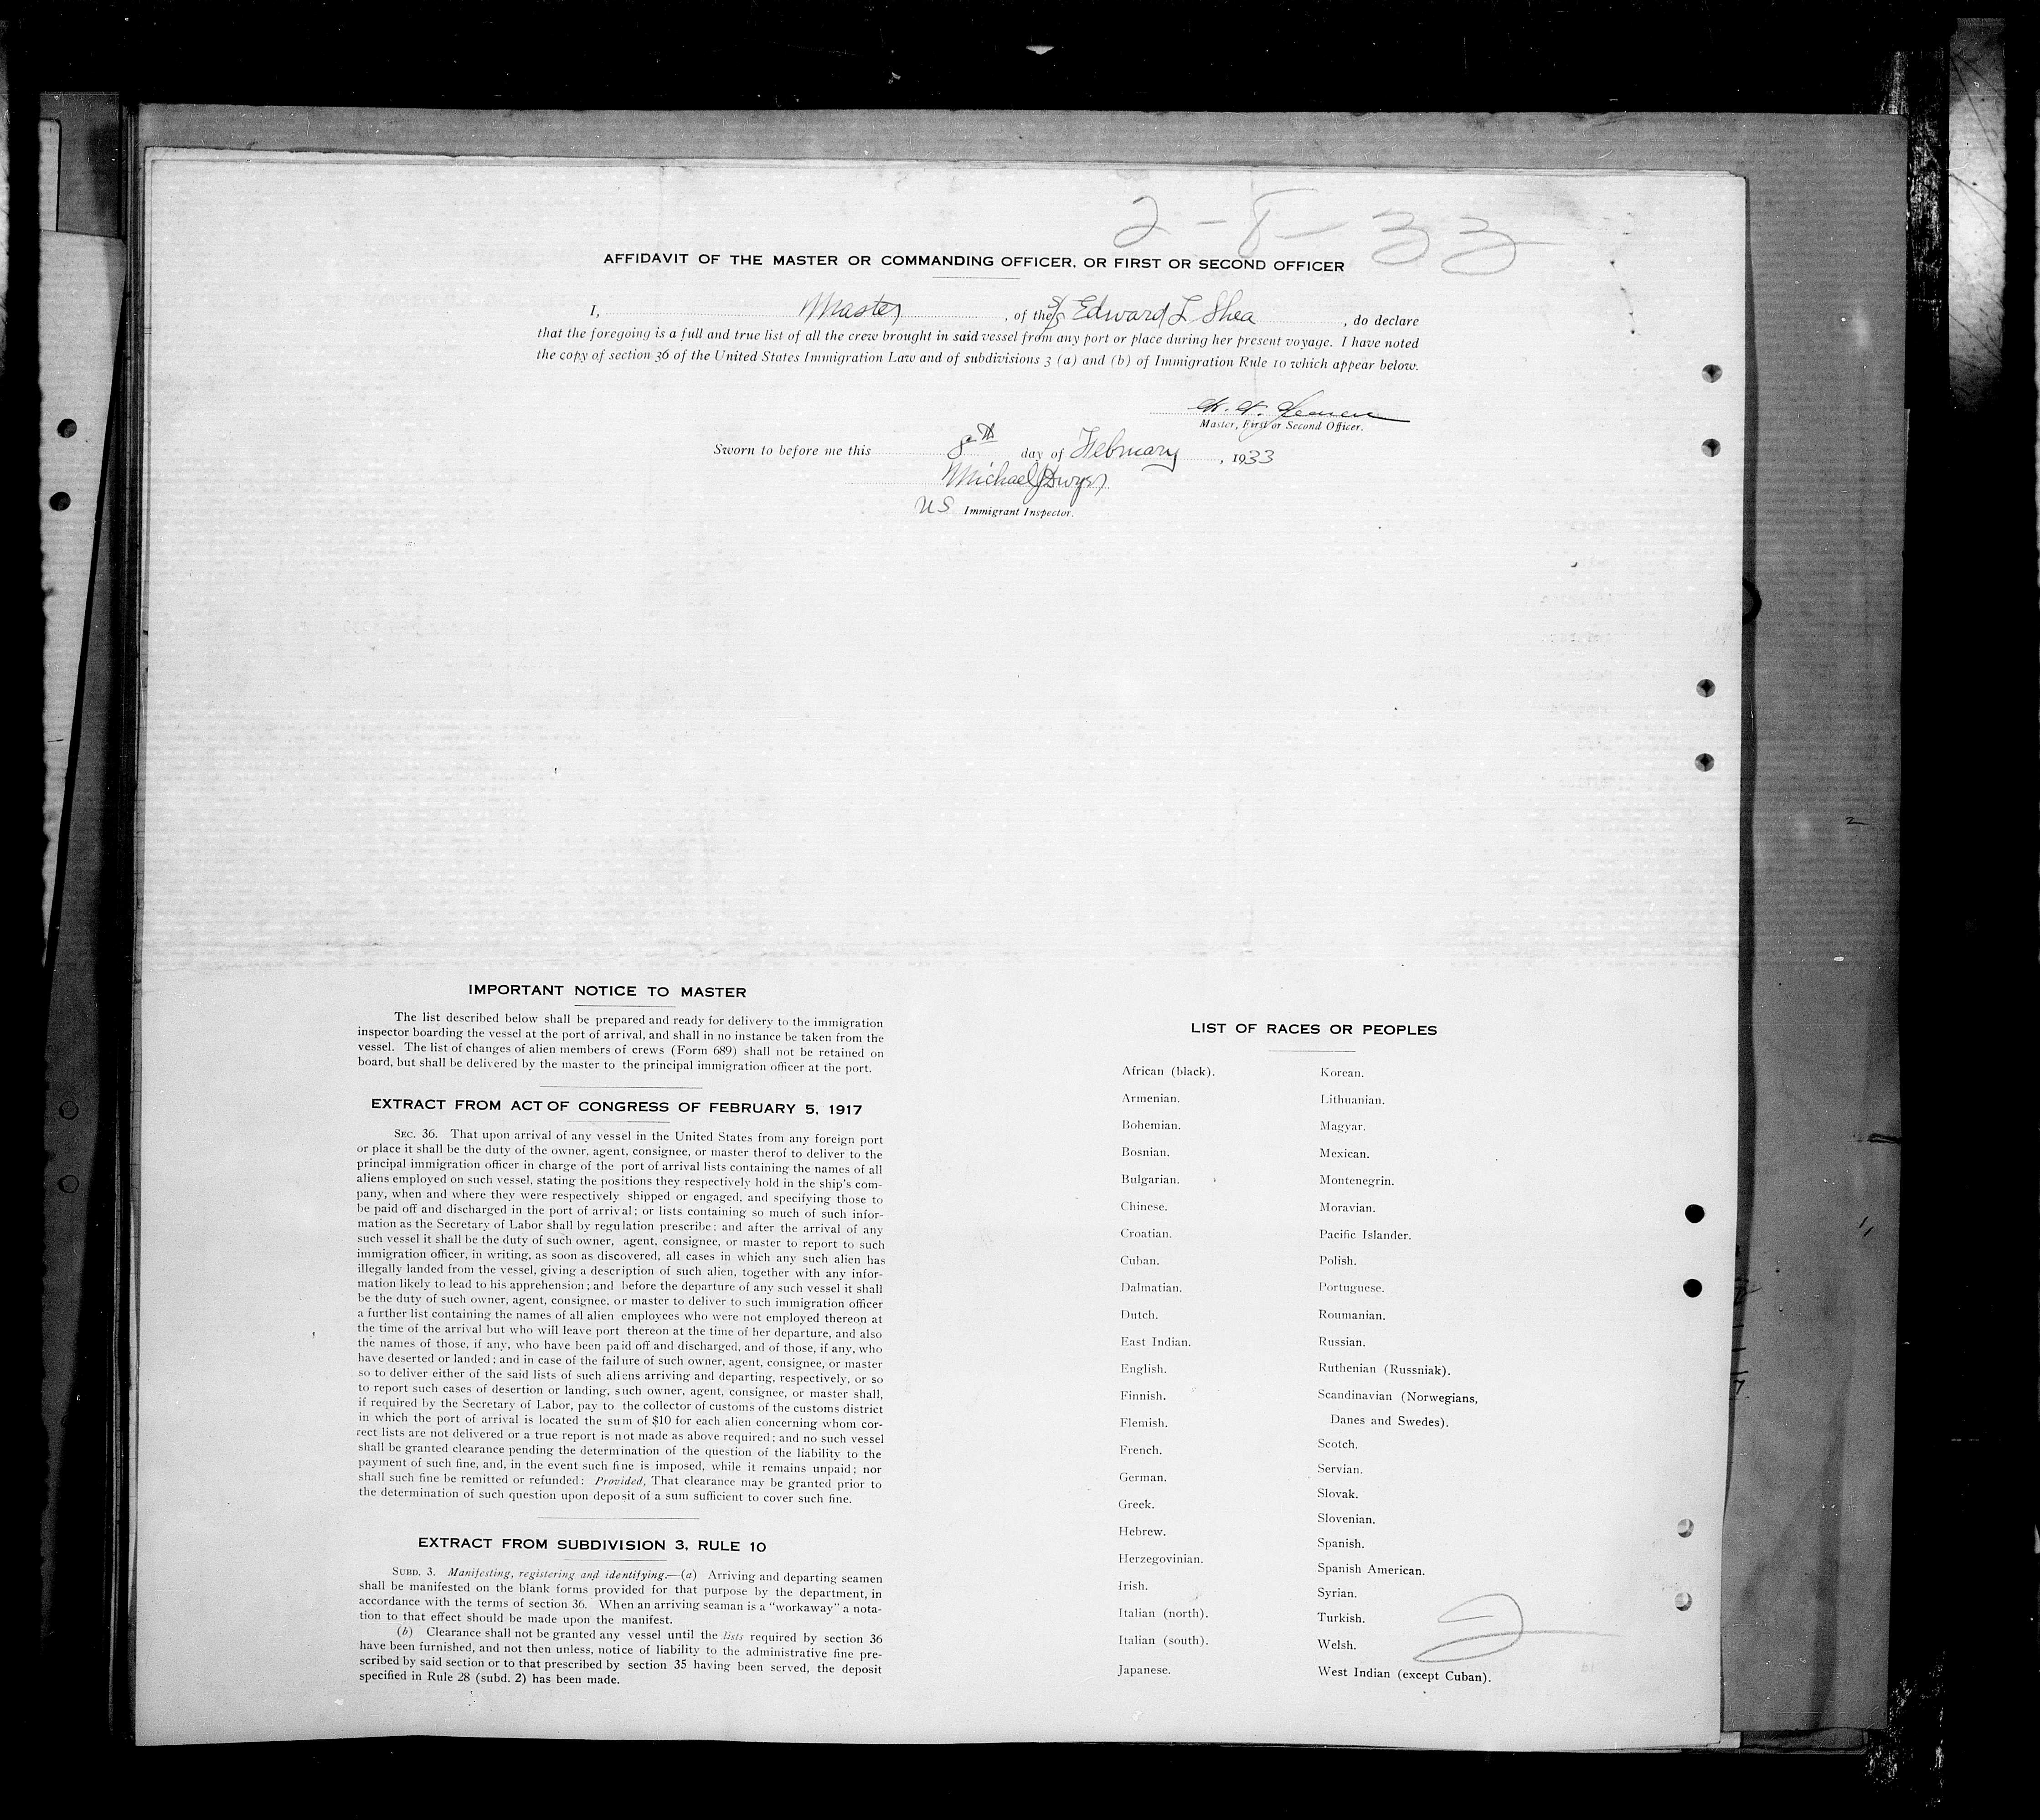 2-8-33
AFFIDAVIT OF THE MASTER OR COMMANDING OFFICER, OR FIRST OR SECOND OFFICER
I, Master, of the S/S Edward L Shea, do declare
that the foregoing is a full and true list of all the crew brought in said vessel from any port or place during her present voyage. I have noted
the copy of section 36 of the United States Immigration Law and of subdivisions 3 (a) and (b) of Immigration Rule 10 which appear below.
Master, First or Second Officer.
Sworn to before me this 8th day of February, 1933
Michael J Dwyer
US Immigrant Inspector.
IMPORTANT NOTICE TO MASTER
The list described below shall be prepared and ready for delivery to the immigration
inspector boarding the vessel at the port of arrival, and shall in no instance be taken from the
vessel. The list of changes of alien members of crews (Form 689) shall not be retained on
board, but shall be delivered by the master to the principal immigration officer at the port.
EXTRACT FROM ACT OF CONGRESS OF FEBRUARY 5, 1917
SEC. 36. That upon arrival of any vessel in the United States from any foreign port
or place it shall be the duty of the owner, agent, consignee, or master therof to deliver to the
principal immigration officer in charge of the port of arrival lists containing the names of all
aliens employed on such vessel, stating the positions they respectively hold in the ship's com-
pany, when and where they were respectively shipped or engaged, and specifying those to
be paid off and discharged in the port of arrival; or lists containing so much of such infor-
mation as the Secretary of Labor shall by regulation prescribe; and after the arrival of any
such vessel it shall be the duty of such owner, agent, consignee, or master to report to such
immigration officer, in writing, as soon as discovered, all cases in which any such alien has
illegally landed from the vessel, giving a description of such alien, together with any infor-
mation likely to lead to his apprehension; and before the departure of any such vessel it shall
be the duty of such owner, agent, consignee, or master to deliver to such immigration officer
a further list containing the names of all alien employees who were not employed thereon at
the time of the arrival but who will leave port thereon at the time of her departure, and also
the names of those, if any, who have been paid off and discharged, and of those, if any, who
have deserted or landed; and in case of the failure of such owner, agent, consignee, or master
so to deliver either of the said lists of such aliens arriving and departing, respectively, or so
to report such cases of desertion or landing, such owner, agent, consignee, or master shall,
if required by the Secretary of Labor, pay to the collector of customs of the customs district
in which the port of arrival is located the sum of $10 for each alien concerning whom cor-
rect lists are not delivered or a true report is not made as above required; and no such vessel
shall be granted clearance pending the determination of the question of the liability to the
payment of such fine, and, in the event such fine is imposed, while it remains unpaid; nor
shall such fine be remitted or refunded: Provided, That clearance may be granted prior to
the determination of such question upon deposit of a sum sufficient to cover such fine.
EXTRACT FROM SUBDIVISION 3, RULE 10
SUBD. 3. Manifesting, registering and identifying.—(a) Arriving and departing seamen
shall be manifested on the blank forms provided for that purpose by the department, in
accordance with the terms of section 36. When an arriving seaman is a "workaway" a nota-
tion to that effect should be made upon the manifest.
(b) Clearance shall not be granted any vessel until the lists required by section 36
have been furnished, and not then unless, notice of liability to the administrative fine pre-
scribed by said section or to that prescribed by section 35 having been served, the deposit
specified in Rule 28 (subd. 2) has been made.
LIST OF RACES OR PEOPLES
African (black).
Armenian.
Bohemian.
Bosnian.
Bulgarian.
Chinese.
Croatian.
Cuban.
Dalmatian.
Dutch.
East Indian.
English.
Finnish.
Flemish.
French.
German.
Greek.
Hebrew.
Herzegovinian.
Irish.
Italian (north).
Italian (south).
Japanese.
Korean.
Lithuanian.
Magyar.
Mexican.
Montenegrin.
Moravian.
Pacific Islander.
Polish.
Portuguese.
Roumanian.
Russian.
Ruthenian (Russniak).
Scandinavian (Norwegians,
Danes and Swedes).
Scotch.
Servian.
Slovak.
Slovenian.
Spanish.
Spanish American.
Syrian.
Turkish.
Welsh.
West Indian (except Cuban).
2